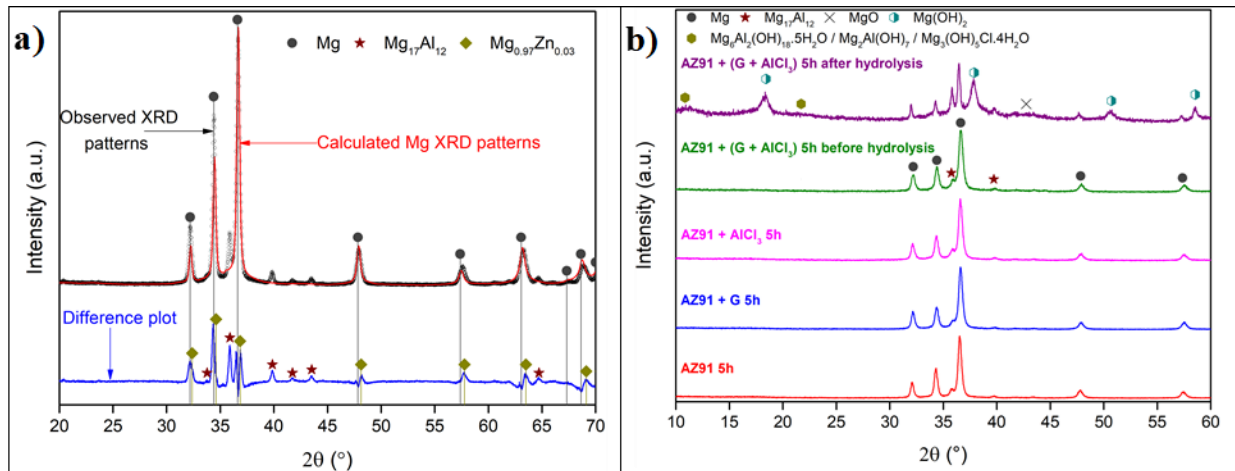 a)
● Mg ★ Mg₁₇Al₁₂ ◆ Mg₀.₉₇Zn₀.₀₃
Observed XRD
patterns
Calculated Mg XRD patterns
Difference plot
Intensity (a.u.)
20 25 30 35 40 45 50 55 60 65 70
2θ (°)
b)
● Mg ★ Mg₁₇Al₁₂ × MgO ◑ Mg(OH)₂
⬢ Mg₆Al₂(OH)₁₈.5H₂O / Mg₂Al(OH)₇ / Mg₃(OH)₅Cl.4H₂O
AZ91 + (G + AlCl₃) 5h after hydrolysis
AZ91 + (G + AlCl₃) 5h before hydrolysis
AZ91 + AlCl₃ 5h
AZ91 + G 5h
AZ91 5h
Intensity (a.u.)
10 15 20 25 30 35 40 45 50 55 60
2θ (°)